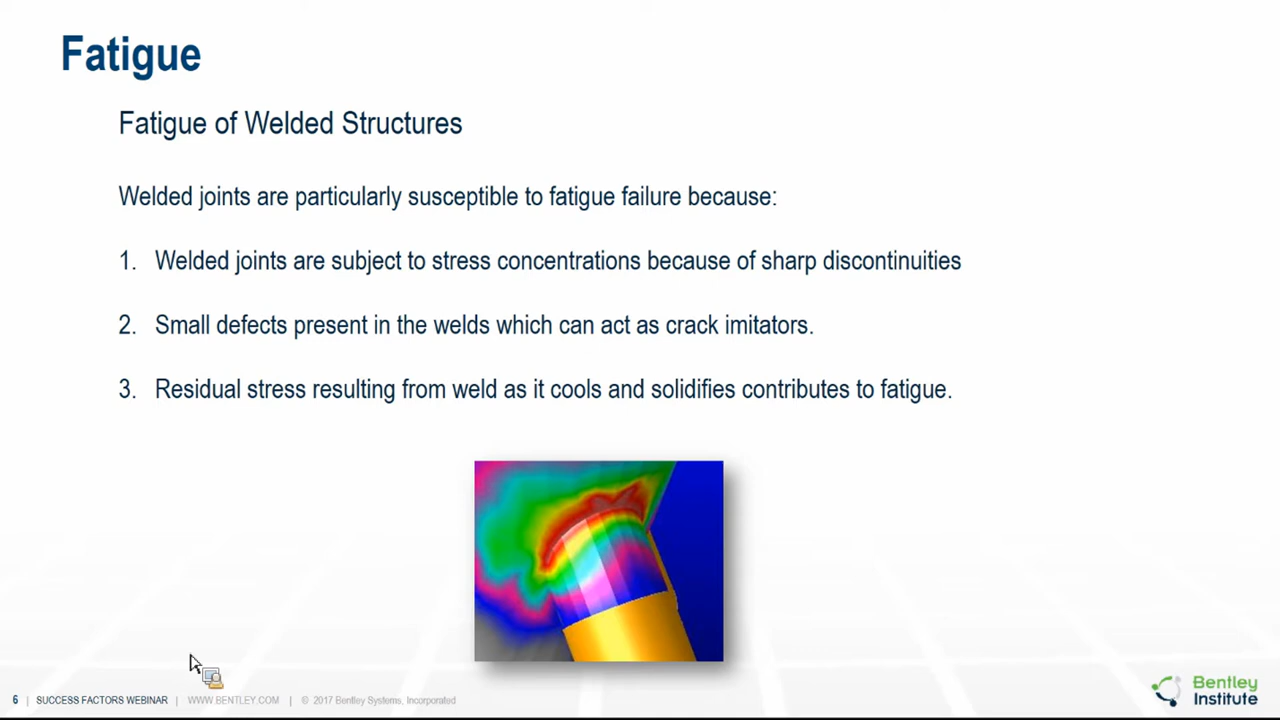 Fatigue
Fatigue of Welded Structures
Welded joints are particularly susceptible to fatigue failure because:
1. Welded joints are subject to stress concentrations because of sharp discontinuities
2. Small defects present in the welds which can act as crack imitators.
3. Residual stress resulting from weld as it cools and solidifies contributes to fatigue.
6 | SUCCESS FACTORS WEBINAR | WWW.BENTLEY.COM | © 2017 Bentley Systems, Incorporated
Bentley
Institute